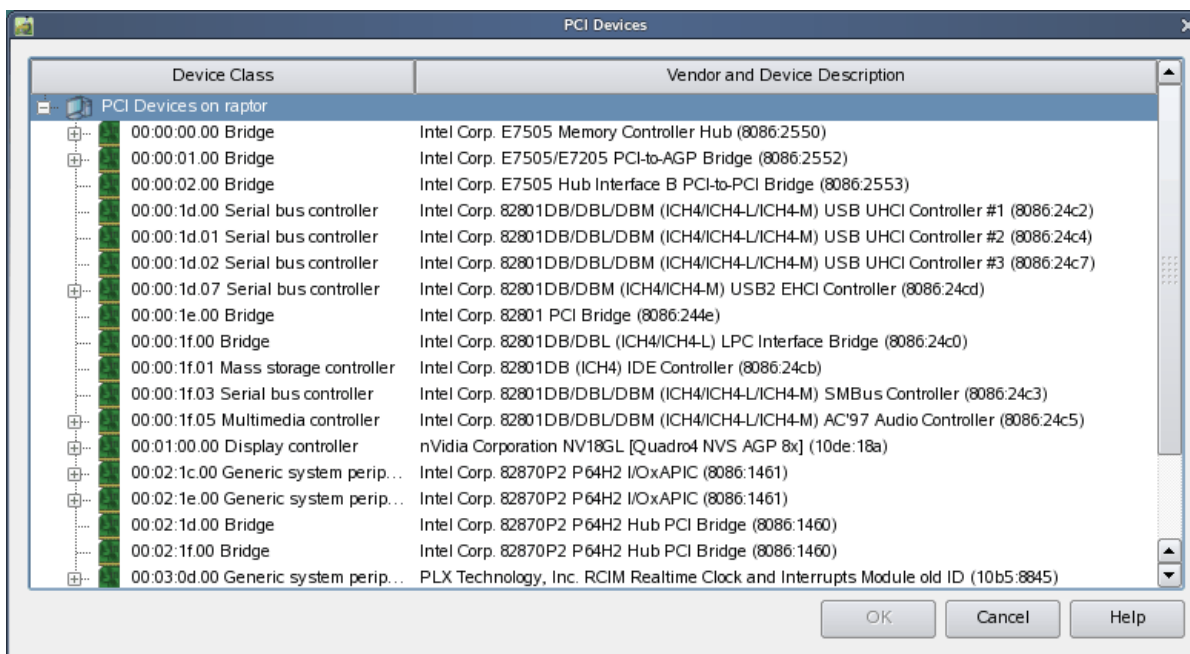 PCI Devices
Device Class Vendor and Device Description
PCI Devices on raptor
00:00:00.00 Bridge Intel Corp. E7505 Memory Controller Hub (8086:2550)
00:00:01.00 Bridge Intel Corp. E7505/E7205 PCI-to-AGP Bridge (8086:2552)
00:00:02.00 Bridge Intel Corp. E7505 Hub Interface B PCI-to-PCI Bridge (8086:2553)
00:00:1d.00 Serial bus controller Intel Corp. 82801DB/DBL/DBM (ICH4/ICH4-L/ICH4-M) USB UHCI Controller #1 (8086:24c2)
00:00:1d.01 Serial bus controller Intel Corp. 82801DB/DBL/DBM (ICH4/ICH4-L/ICH4-M) USB UHCI Controller #2 (8086:24c4)
00:00:1d.02 Serial bus controller Intel Corp. 82801DB/DBL/DBM (ICH4/ICH4-L/ICH4-M) USB UHCI Controller #3 (8086:24c7)
00:00:1d.07 Serial bus controller Intel Corp. 82801DB/DBM (ICH4/ICH4-M) USB2 EHCI Controller (8086:24cd)
00:00:1e.00 Bridge Intel Corp. 82801 PCI Bridge (8086:244e)
00:00:1f.00 Bridge Intel Corp. 82801DB/DBL (ICH4/ICH4-L) LPC Interface Bridge (8086:24c0)
00:00:1f.01 Mass storage controller Intel Corp. 82801DB (ICH4) IDE Controller (8086:24cb)
00:00:1f.03 Serial bus controller Intel Corp. 82801DB/DBL/DBM (ICH4/ICH4-L/ICH4-M) SMBus Controller (8086:24c3)
00:00:1f.05 Multimedia controller Intel Corp. 82801DB/DBL/DBM (ICH4/ICH4-L/ICH4-M) AC'97 Audio Controller (8086:24c5)
00:01:00.00 Display controller nVidia Corporation NV18GL [Quadro4 NVS AGP 8x] (10de:18a)
00:02:1c.00 Generic system perip... Intel Corp. 82870P2 P64H2 I/OxAPIC (8086:1461)
00:02:1e.00 Generic system perip... Intel Corp. 82870P2 P64H2 I/OxAPIC (8086:1461)
00:02:1d.00 Bridge Intel Corp. 82870P2 P64H2 Hub PCI Bridge (8086:1460)
00:02:1f.00 Bridge Intel Corp. 82870P2 P64H2 Hub PCI Bridge (8086:1460)
00:03:0d.00 Generic system perip... PLX Technology, Inc. RCIM Realtime Clock and Interrupts Module old ID (10b5:8845)
OK Cancel Help